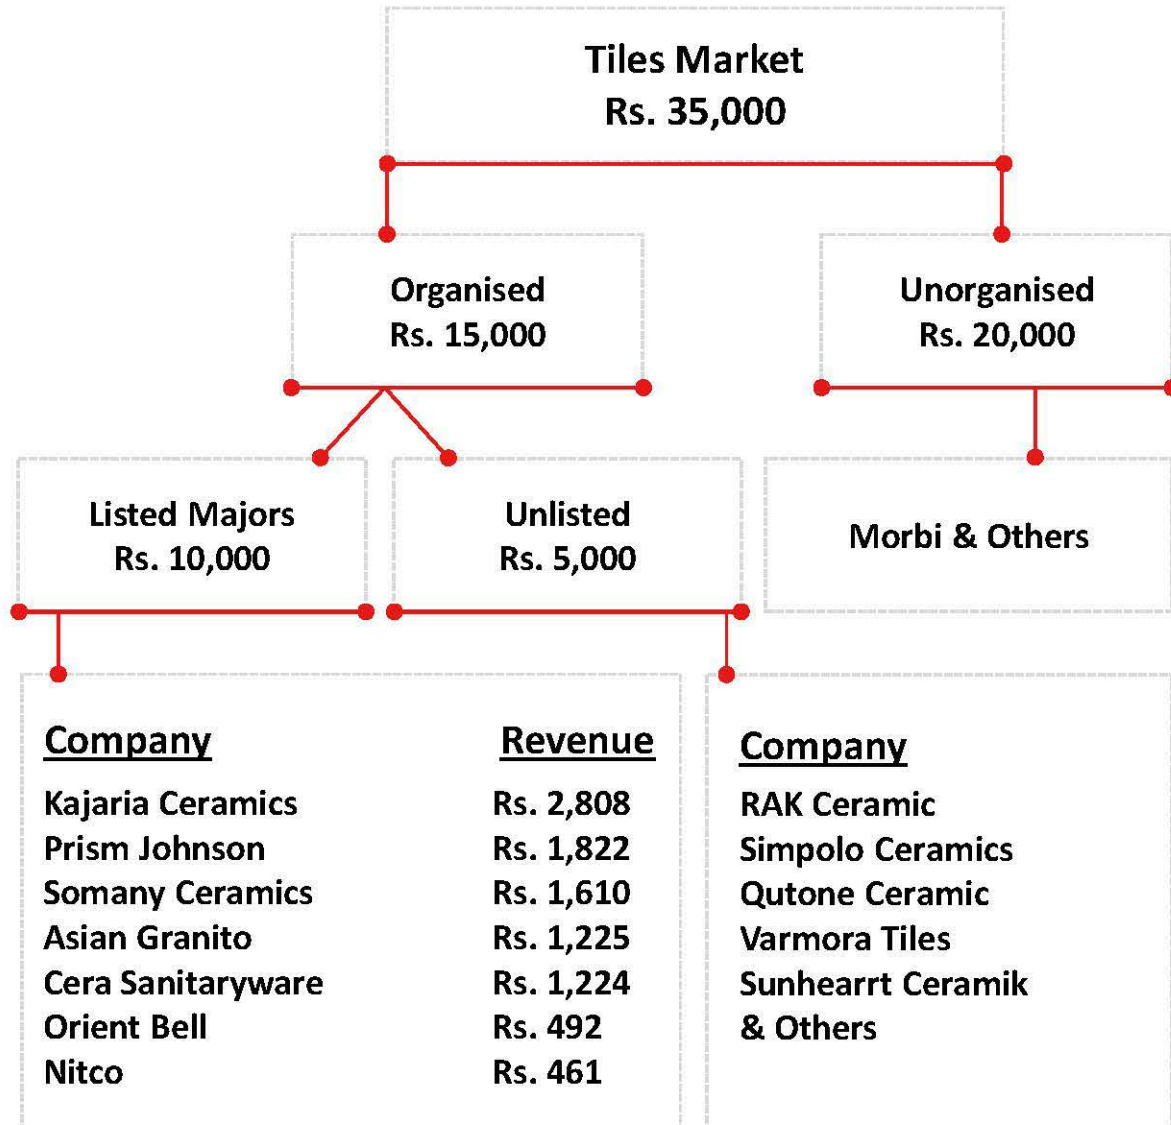 Tiles Market
Rs. 35,000
Organised
Rs. 15,000
Unorganised
Rs. 20,000
Listed Majors
Rs. 10,000
Unlisted
Rs. 5,000
Morbi & Others
Company Revenue
Kajaria Ceramics Rs. 2,808
Prism Johnson Rs. 1,822
Somany Ceramics Rs. 1,610
Asian Granito Rs. 1,225
Cera Sanitaryware Rs. 1,224
Orient Bell Rs. 492
Nitco Rs. 461
Company
RAK Ceramic
Simpolo Ceramics
Qutone Ceramic
Varmora Tiles
Sunhearrt Ceramik
& Others